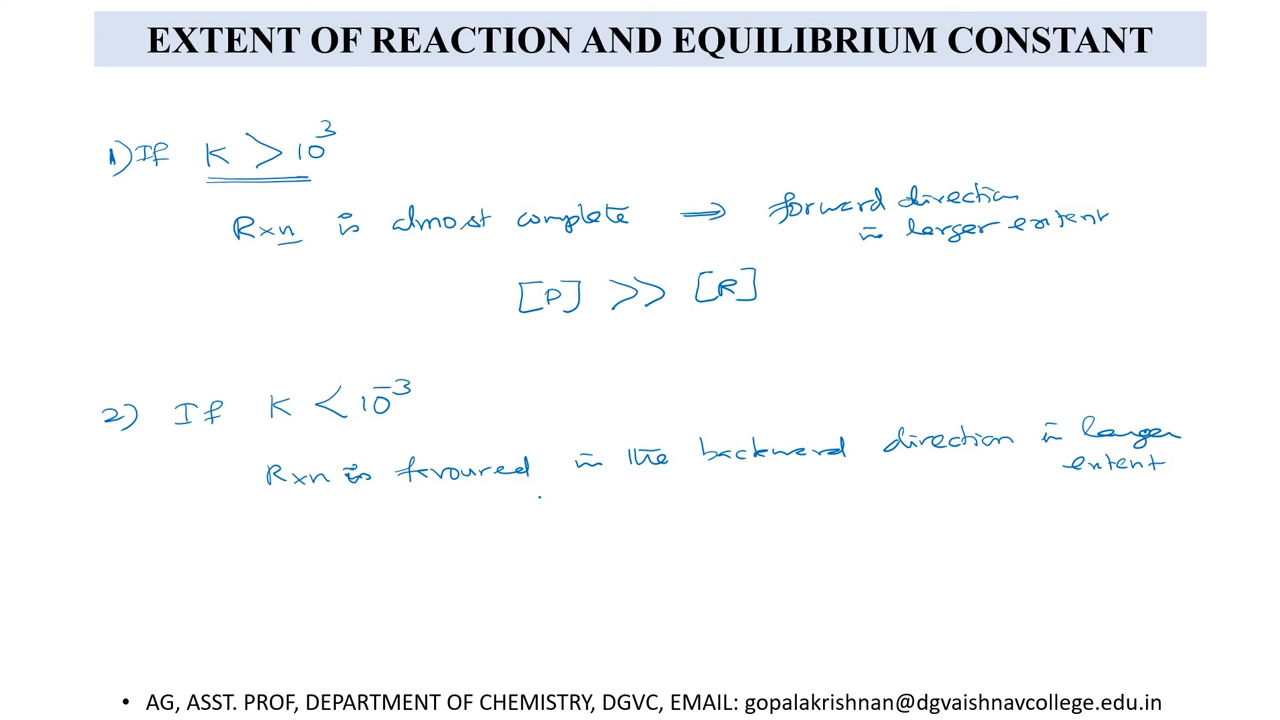 EXTENT OF REACTION AND EQUILIBRIUM CONSTANT
1) If K > 10³
Rxn is almost complete ⇒ forward direction
in larger extent
[P] >> [R]
2) If K < 10⁻³
Rxn is favoured in the backward direction in larger
extent
• AG, ASST. PROF, DEPARTMENT OF CHEMISTRY, DGVC, EMAIL: gopalakrishnan@dgvaishnavcollege.edu.in